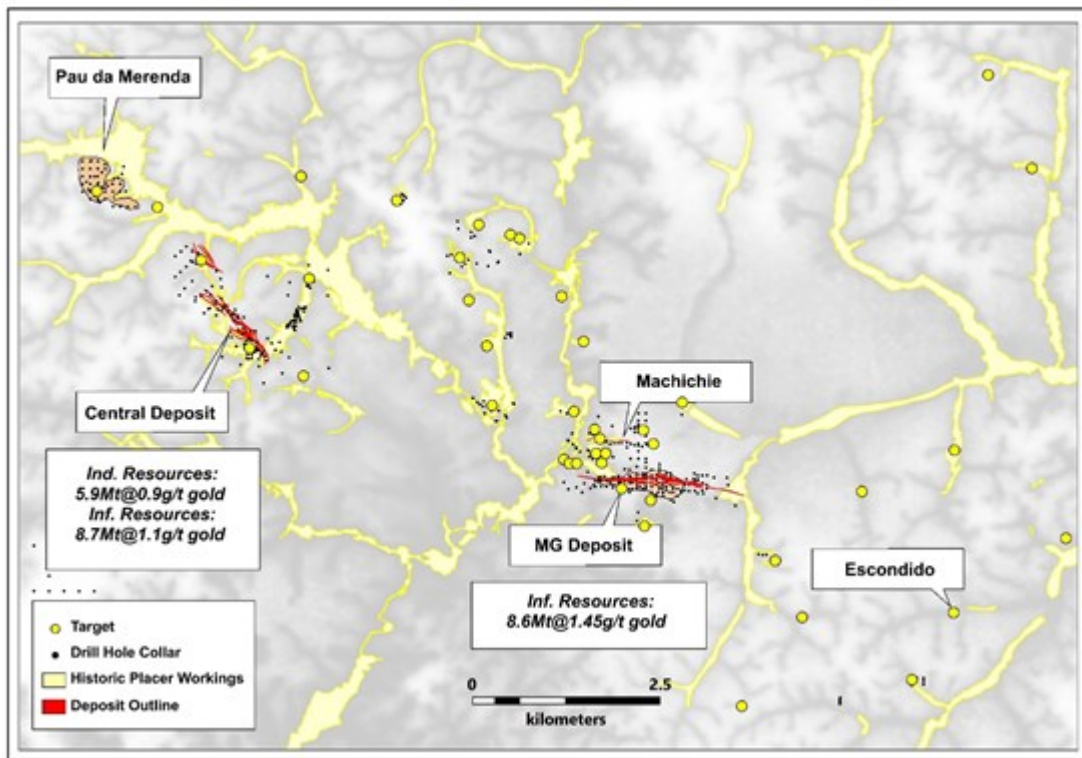 Pau da Merenda
Central Deposit
Ind. Resources:
5.9Mt@0.9g/t gold
Inf. Resources:
8.7Mt@1.1g/t gold
Machichie
MG Deposit
Inf. Resources:
8.6Mt@1.45g/t gold
Escondido
Target
Drill Hole Collar
Historic Placer Workings
Deposit Outline
0 2.5
kilometers